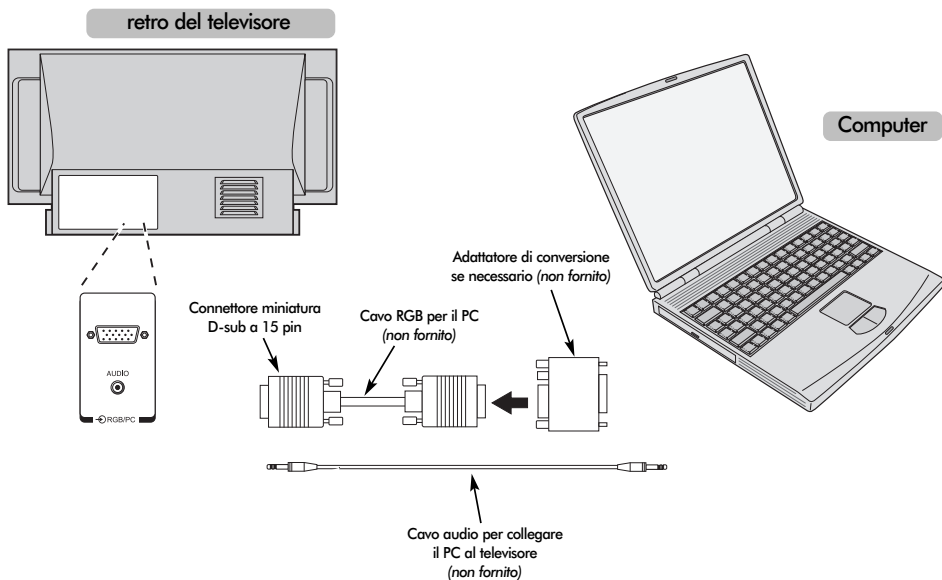 retro del televisore
Computer
Adattatore di conversione
se necessario (non fornito)
Connettore miniatura
D-sub a 15 pin
Cavo RGB per il PC
(non fornito)
AUDIO
RGB/PC
Cavo audio per collegare
il PC al televisore
(non fornito)